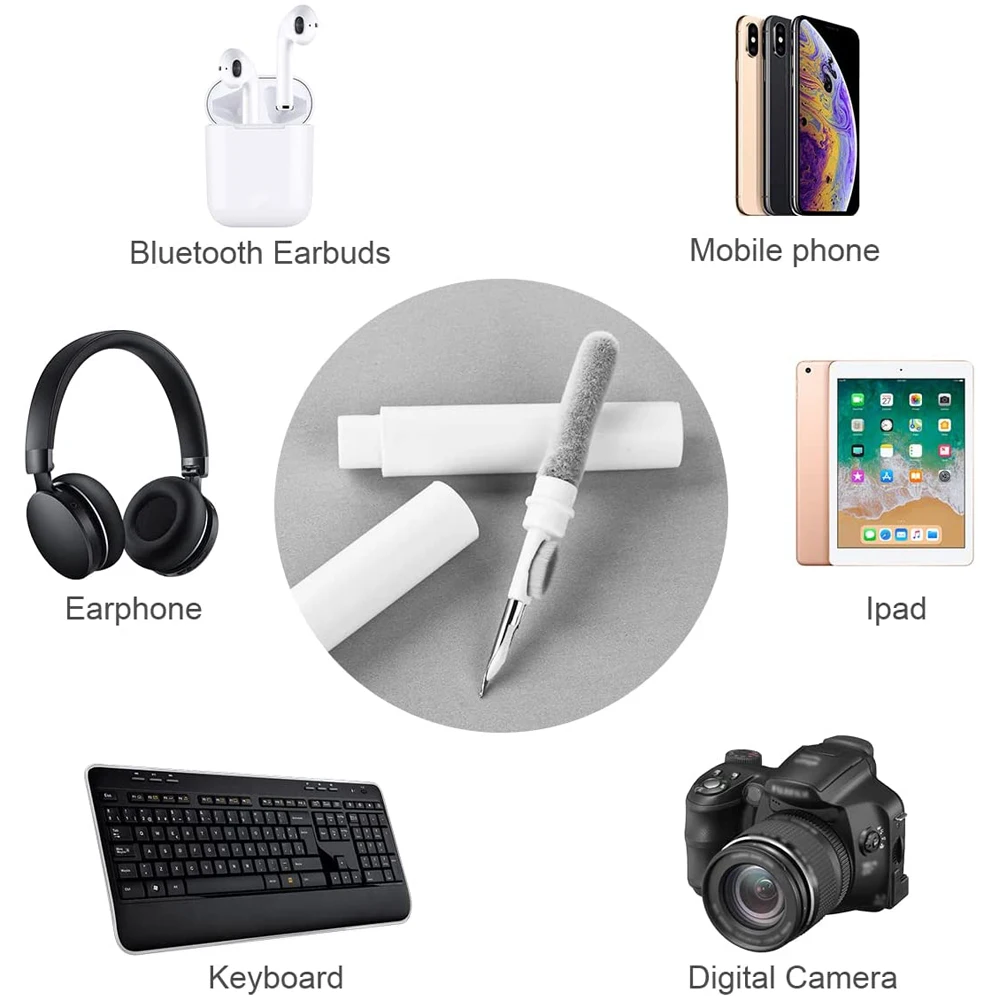 Bluetooth Earbuds
Mobile phone
Earphone
Ipad
Keyboard
Digital Camera